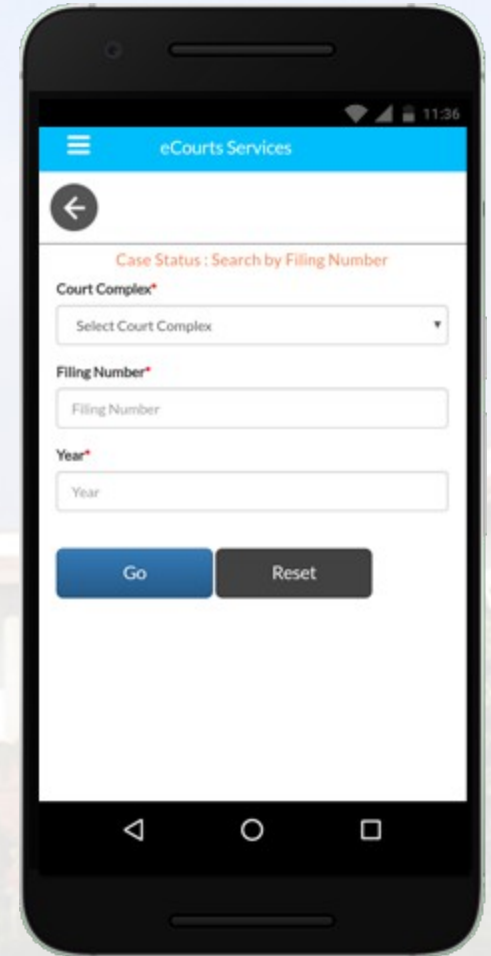 11:36
eCourts Services
Case Status : Search by Filing Number
Court Complex*
Select Court Complex
Filing Number*
Filing Number
Year*
Year
Go Reset